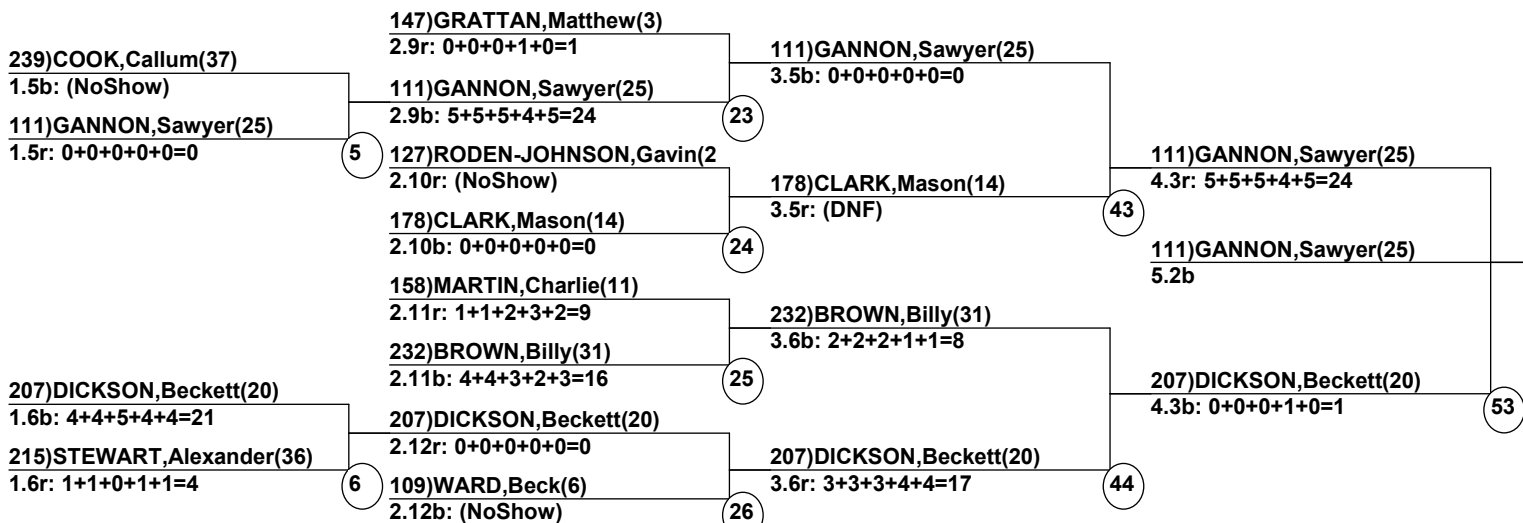 239)COOK,Callum(37)
1.5b: (NoShow)
111)GANNON,Sawyer(25)
1.5r: 0+0+0+0+0=0
5
207)DICKSON,Beckett(20)
1.6b: 4+4+5+4+4=21
215)STEWART,Alexander(36)
1.6r: 1+1+0+1+1=4
6
147)GRATTAN,Matthew(3)
2.9r: 0+0+0+1+0=1
111)GANNON,Sawyer(25)
2.9b: 5+5+5+4+5=24
23
127)RODEN-JOHNSON,Gavin(2
2.10r: (NoShow)
178)CLARK,Mason(14)
2.10b: 0+0+0+0+0=0
24
158)MARTIN,Charlie(11)
2.11r: 1+1+2+3+2=9
232)BROWN,Billy(31)
2.11b: 4+4+3+2+3=16
25
207)DICKSON,Beckett(20)
2.12r: 0+0+0+0+0=0
109)WARD,Beck(6)
2.12b: (NoShow)
26
111)GANNON,Sawyer(25)
3.5b: 0+0+0+0+0=0
178)CLARK,Mason(14)
3.5r: (DNF)
43
232)BROWN,Billy(31)
3.6b: 2+2+2+1+1=8
207)DICKSON,Beckett(20)
3.6r: 3+3+3+4+4=17
44
111)GANNON,Sawyer(25)
4.3r: 5+5+5+4+5=24
111)GANNON,Sawyer(25)
5.2b
207)DICKSON,Beckett(20)
4.3b: 0+0+0+1+0=1
53